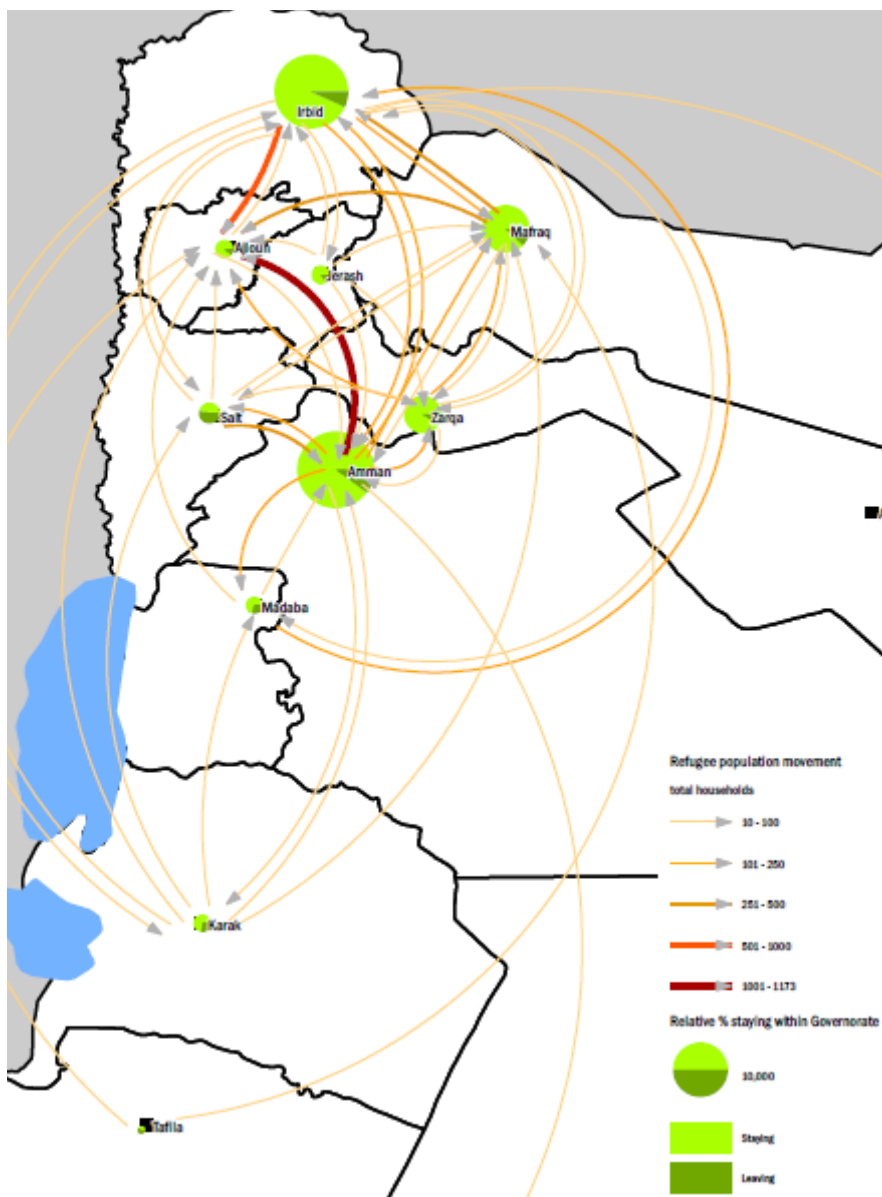 Irbid
Mafraq
Ajloun
Jerash
Salt
Zarqa
Amman
Madaba
Refugee population movement
total households
10 - 100
101 - 250
251 - 500
Karak
501 - 1000
1001 - 1173
Relative % staying within Governorate
10,000
Tafila
Staying
Leaving